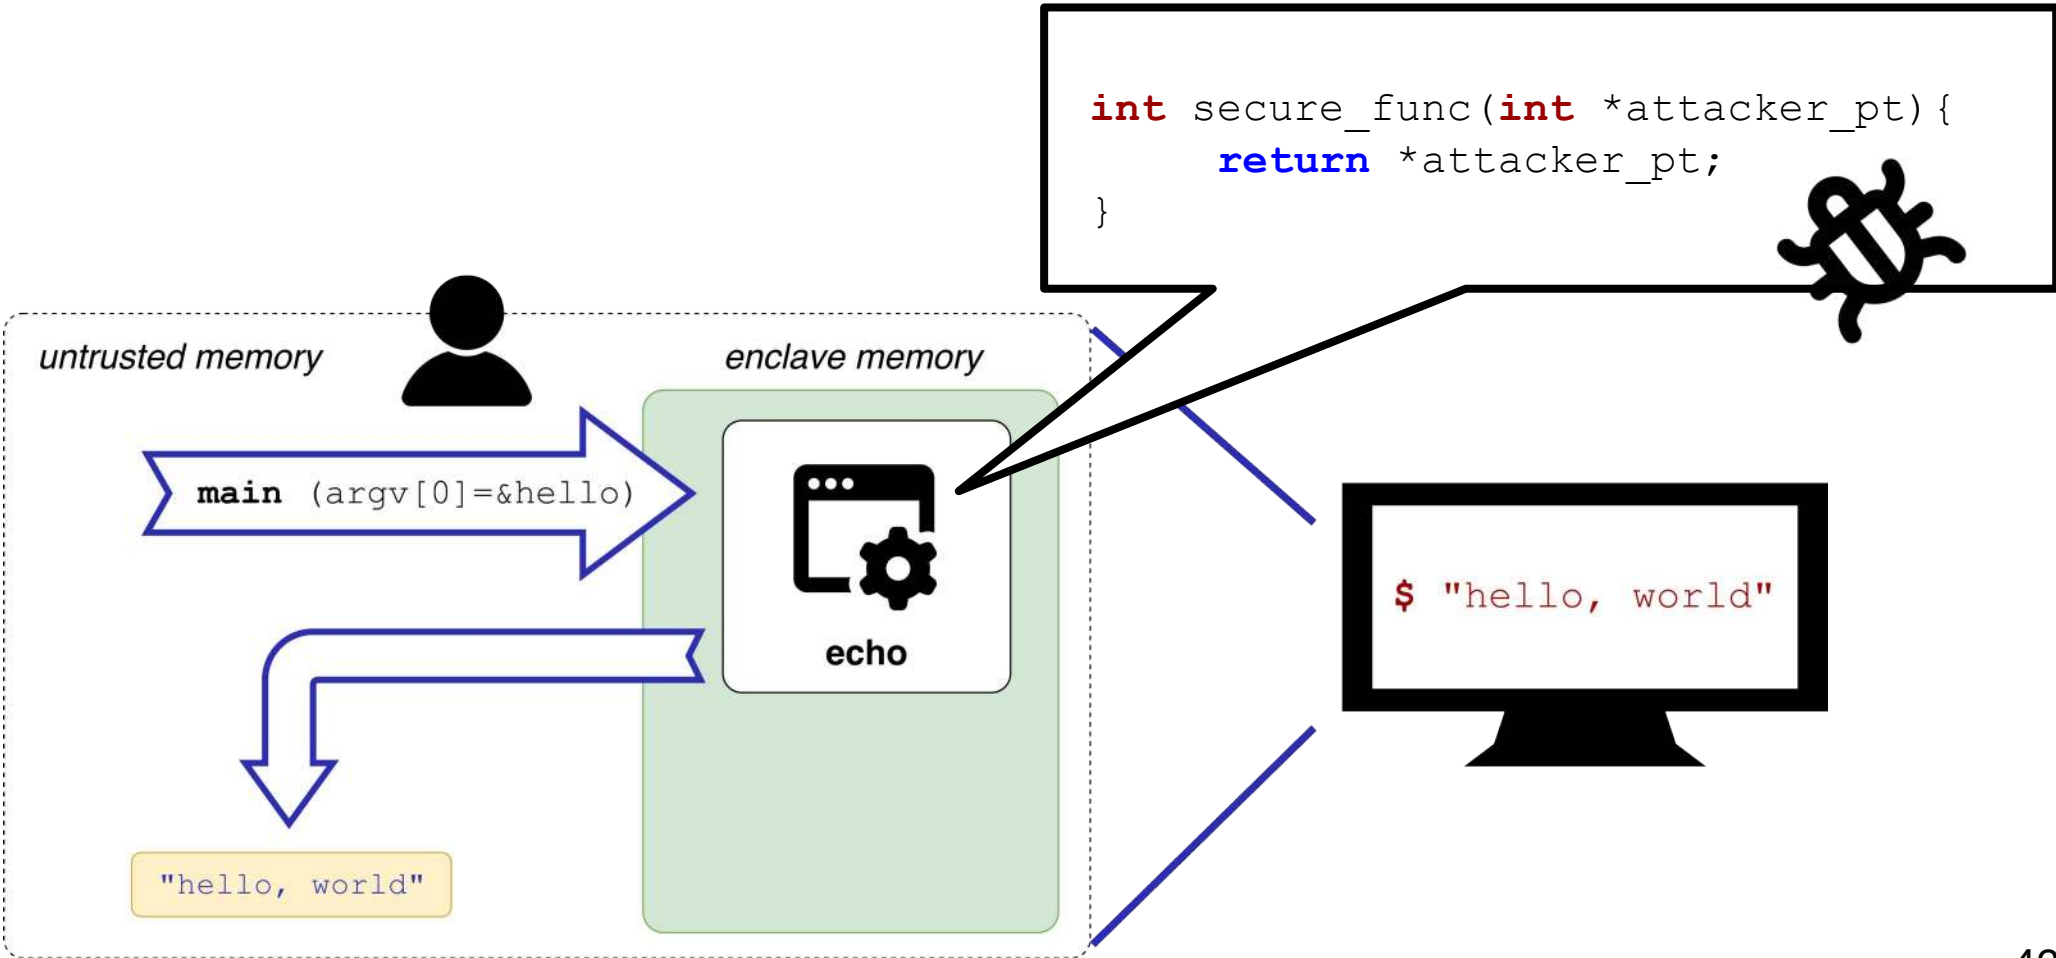 int secure_func(int *attacker_pt){
return *attacker_pt;
}
untrusted memory
enclave memory
main (argv[0]=&hello)
echo
$ "hello, world"
"hello, world"